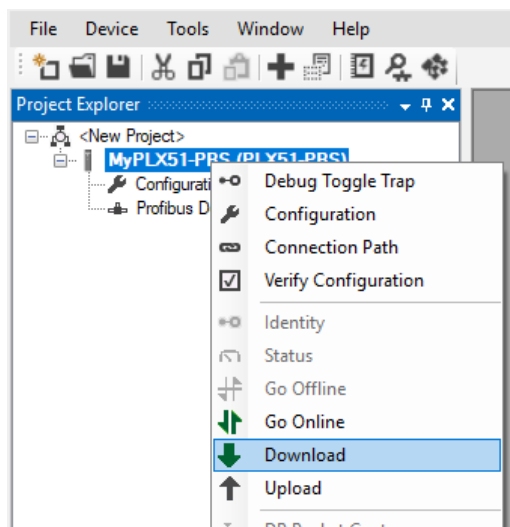 File Device Tools Window Help
Project Explorer
<New Project>
MyPLX51-PBS (PLX51-PBS)
Configurati
Profibus D
Debug Toggle Trap
Configuration
Connection Path
Verify Configuration
Identity
Status
Go Offline
Go Online
Download
Upload